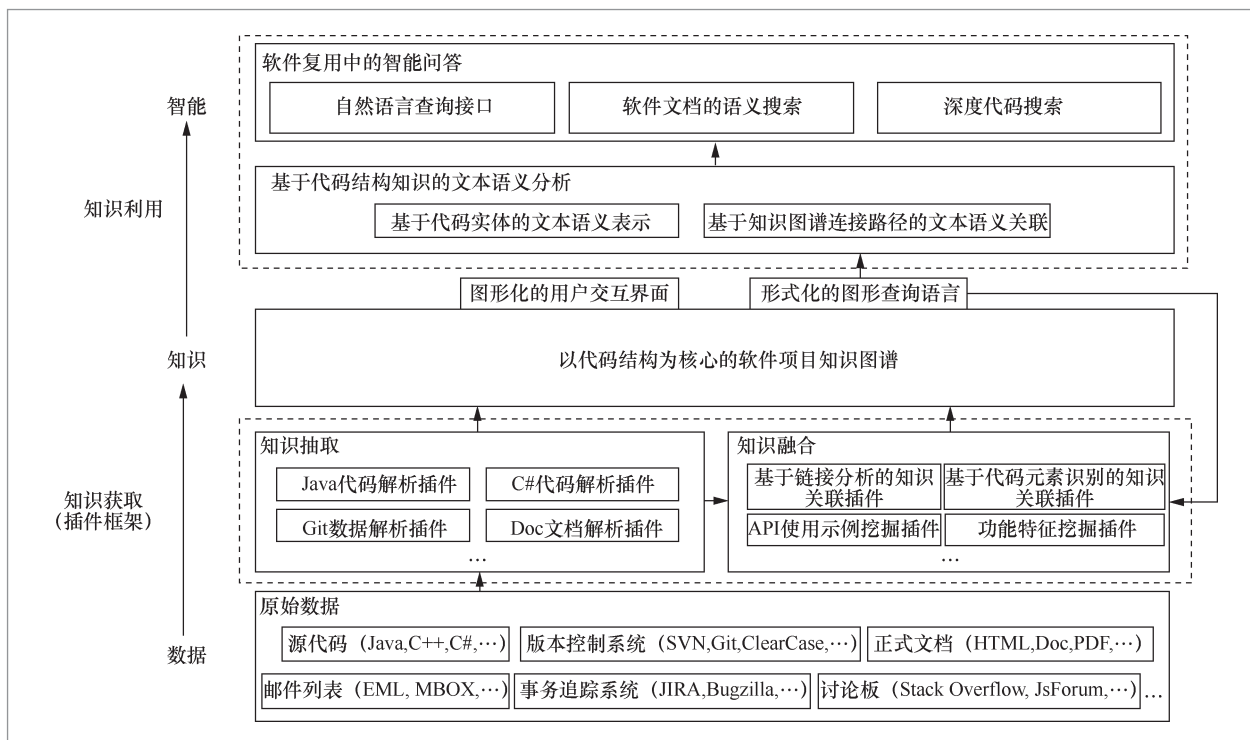 软件复用中的智能问答
智能
自然语言查询接口
软件文档的语义搜索
深度代码搜索
基于代码结构知识的文本语义分析
知识利用
基于代码实体的文本语义表示
基于知识图谱连接路径的文本语义关联
图形化的用户交互界面
形式化的图形查询语言
知识
以代码结构为核心的软件项目知识图谱
知识获取
（插件框架）
知识抽取
Java代码解析插件
C#代码解析插件
Git数据解析插件
Doc文档解析插件
…
知识融合
基于链接分析的知识
关联插件
基于代码元素识别的知识
关联插件
API使用示例挖掘插件
功能特征挖掘插件
…
数据
原始数据
源代码（Java,C++,C#,…）
版本控制系统（SVN,Git,ClearCase,…）
正式文档（HTML,Doc,PDF,…）
邮件列表（EML, MBOX,…）
事务追踪系统（JIRA,Bugzilla,…）
讨论板（Stack Overflow, JsForum,…）
…